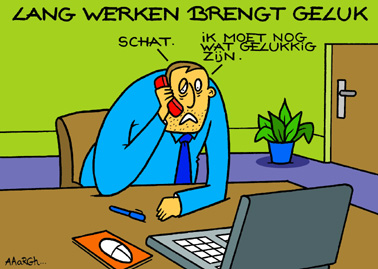 LANG WERKEN BRENGT GELUK
SCHAT.
IK MOET NOG
WAT GELUKKIG
ZIJN.
AAARGH...